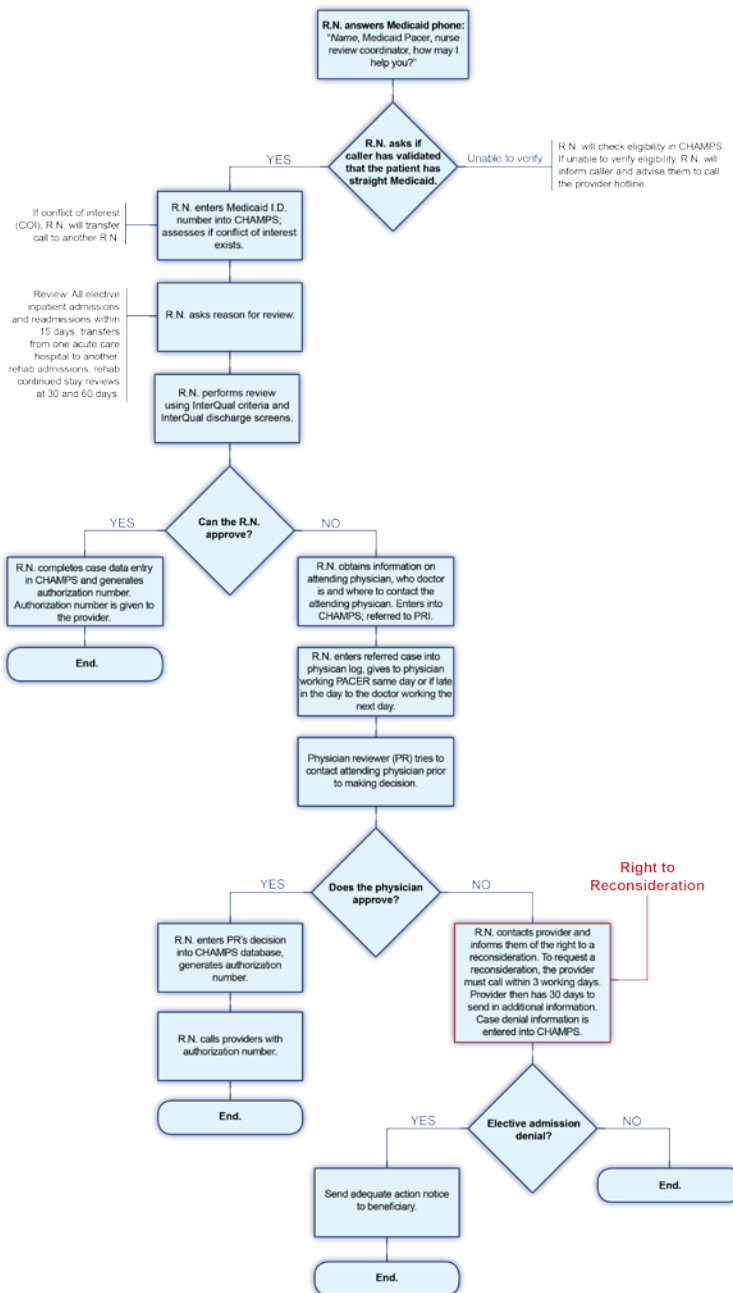 R.N. answers Medicaid phone:
"Name, Medicaid Pacer, nurse
review coordinator, how may I
help you?"
R.N. asks if
caller has validated
that the patient has
straight Medicaid.
YES
Unable to verify
R.N. will check eligibility in CHAMPS.
If unable to verify eligibility, R.N. will
inform caller and advise them to call
the provider hotline.
If conflict of interest
(COI), R.N. will transfer
call to another R.N.
R.N. enters Medicaid I.D.
number into CHAMPS;
assesses if conflict of interest
exists.
Review: All elective
inpatient admissions
and readmissions within
15 days, transfers
from one acute care
hospital to another,
rehab admissions, rehab
continued stay reviews
at 30 and 60 days.
R.N. asks reason for review.
R.N. performs review
using InterQual criteria and
InterQual discharge screens.
Can the R.N.
approve?
YES
NO
R.N. completes case data entry
in CHAMPS and generates
authorization number.
Authorization number is given to
the provider.
End.
R.N. obtains information on
attending physician, who doctor
is and where to contact the
attending physican. Enters into
CHAMPS; referred to PRI.
R.N. enters referred case into
physican log, gives to physician
working PACER same day or if late
in the day to the doctor working the
next day.
Physician reviewer (PR) tries to
contact attending physician prior
to making decision.
Does the physician
approve?
YES
NO
Right to
Reconsideration
R.N. enters PR's decision
into CHAMPS database,
generates authorization
number.
R.N. calls providers with
authorization number.
End.
R.N. contacts provider and
informs them of the right to a
reconsideration. To request a
reconsideration, the provider
must call within 3 working days.
Provider then has 30 days to
send in additional information.
Case denial information is
entered into CHAMPS.
Elective admission
denial?
YES
NO
Send adequate action notice
to beneficiary.
End.
End.